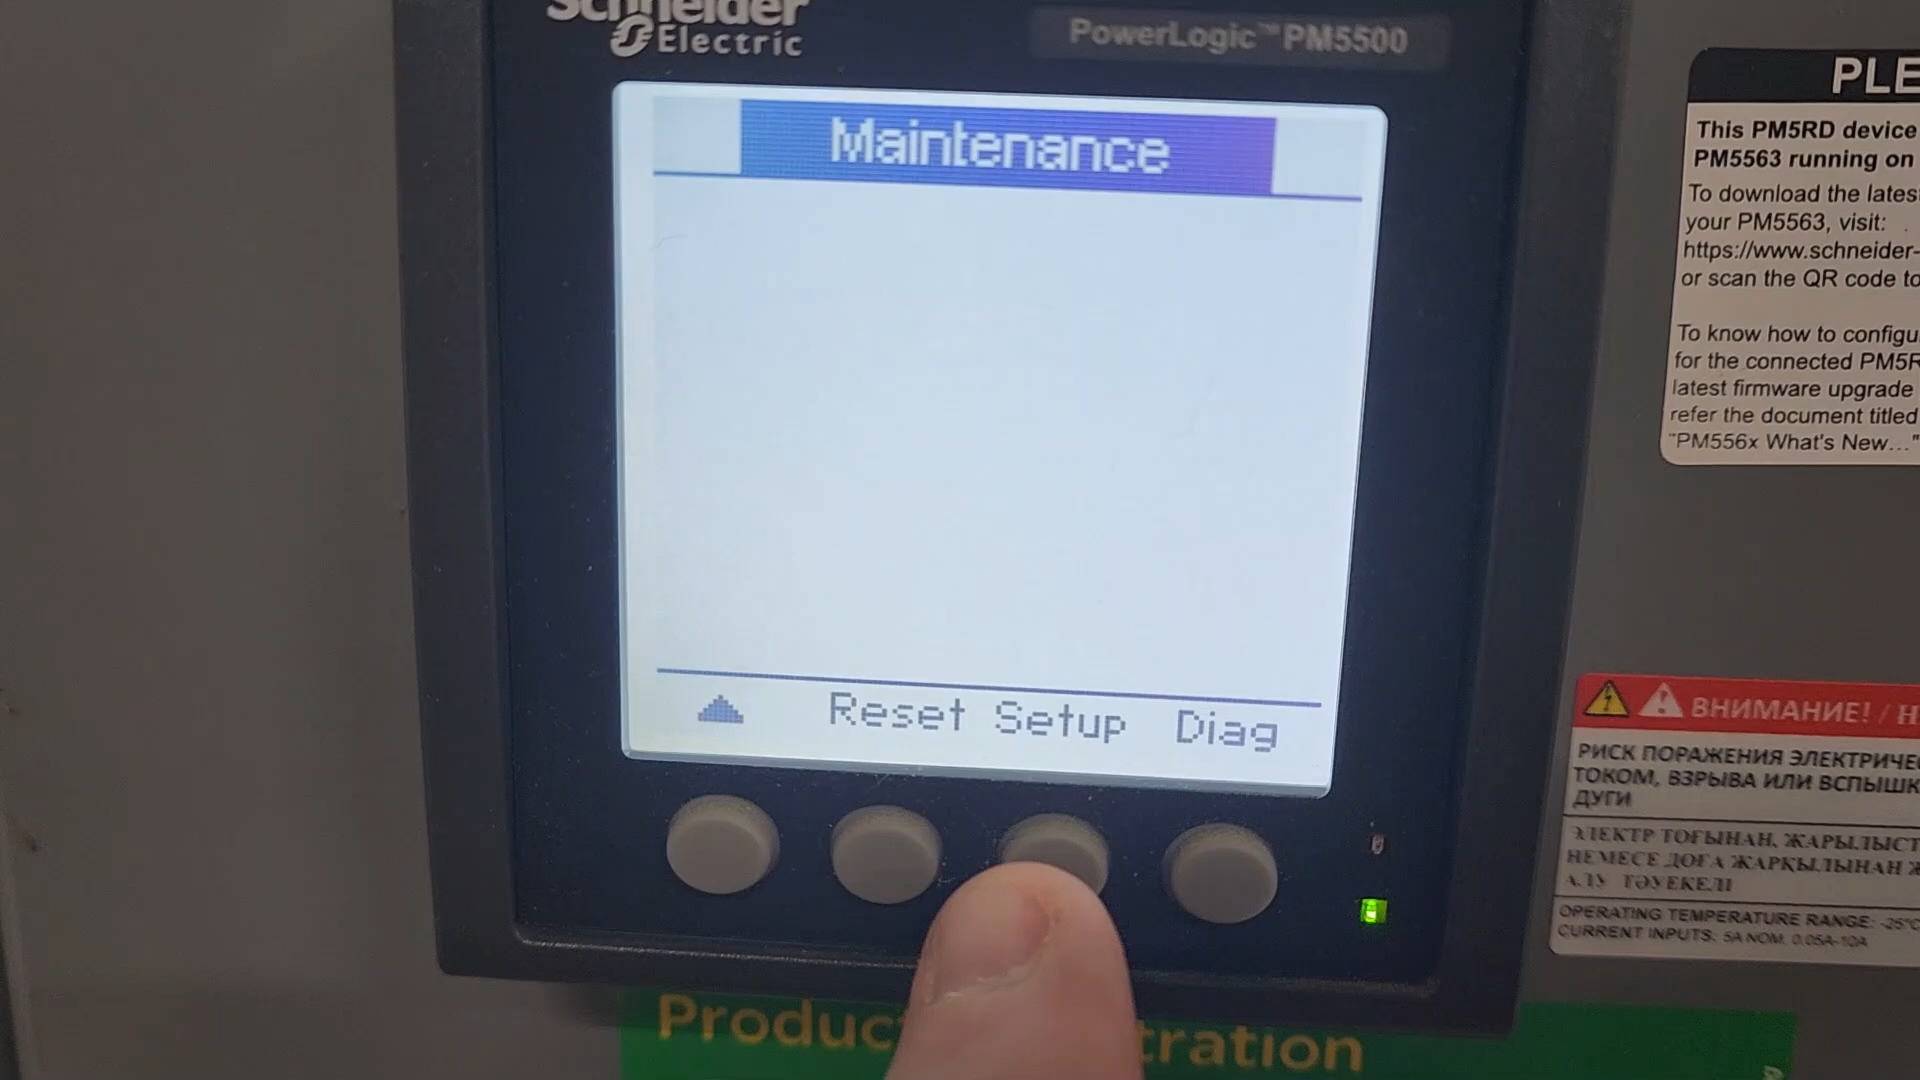 Schneider
Electric
PowerLogic™ PM5500
Maintenance
Reset Setup Diag
PLE
This PM5RD device
PM5563 running on
To download the lates
your PM5563, visit:
https://www.schneider-
or scan the QR code to
To know how to configu
for the connected PM5R
latest firmware upgrade
refer the document titled
"PM556x What's New..."
ВНИМАНИЕ! / Н
РИСК ПОРАЖЕНИЯ ЭЛЕКТРИЧЕС
ТОКОМ, ВЗРЫВА ИЛИ ВСПЫШК
ДУГИ
ЭЛЕКТР ТОҒЫНАН, ЖАРЫЛЫСТ
НЕМЕСЕ ДОҒА ЖАРҚЫЛЫНАН Ж
АЛУ ТӘУЕКЕЛІ
OPERATING TEMPERATURE RANGE: -25°C
CURRENT INPUTS: 5A NOM, 0.05A-10A
Produc tration